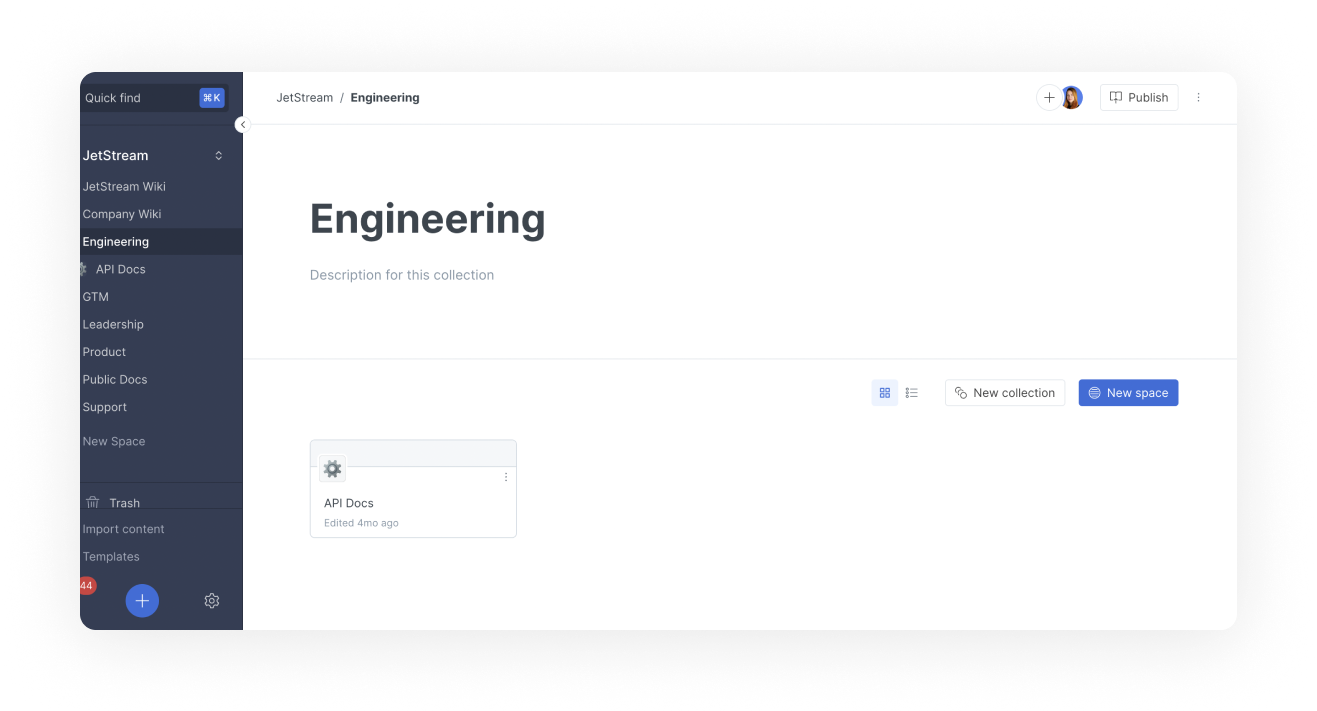 Quick find ⌘K
JetStream / Engineering
Publish
JetStream
JetStream Wiki
Company Wiki
Engineering
API Docs
GTM
Leadership
Product
Public Docs
Support
New Space
Trash
Import content
Templates
44
Engineering
Description for this collection
New collection
New space
API Docs
Edited 4mo ago